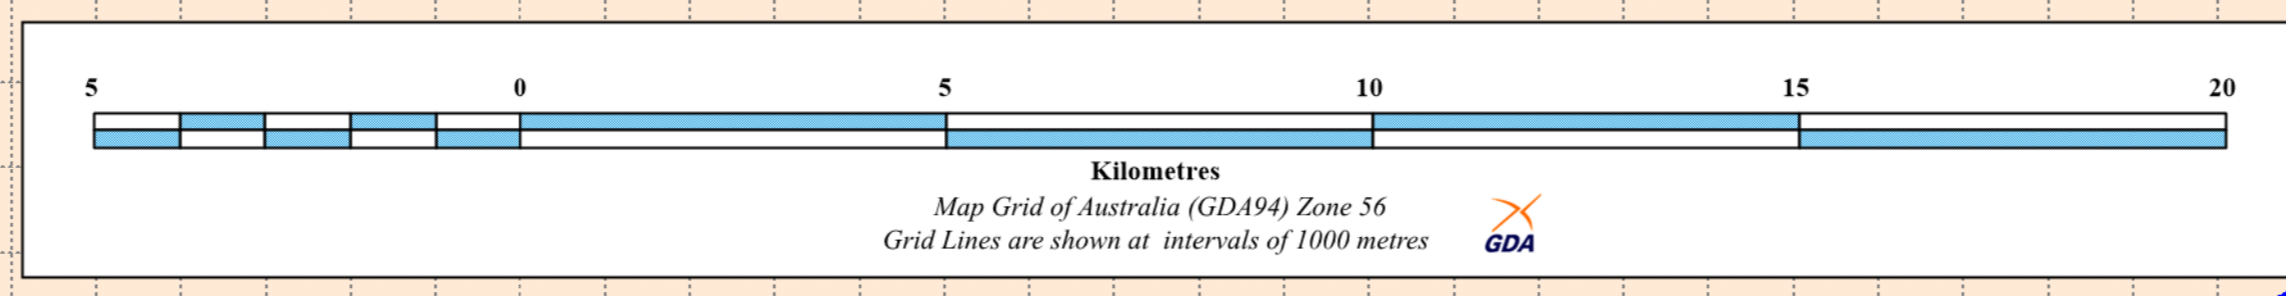 5 0 5 10 15 20
Kilometres
Map Grid of Australia (GDA94) Zone 56
Grid Lines are shown at intervals of 1000 metres
GDA